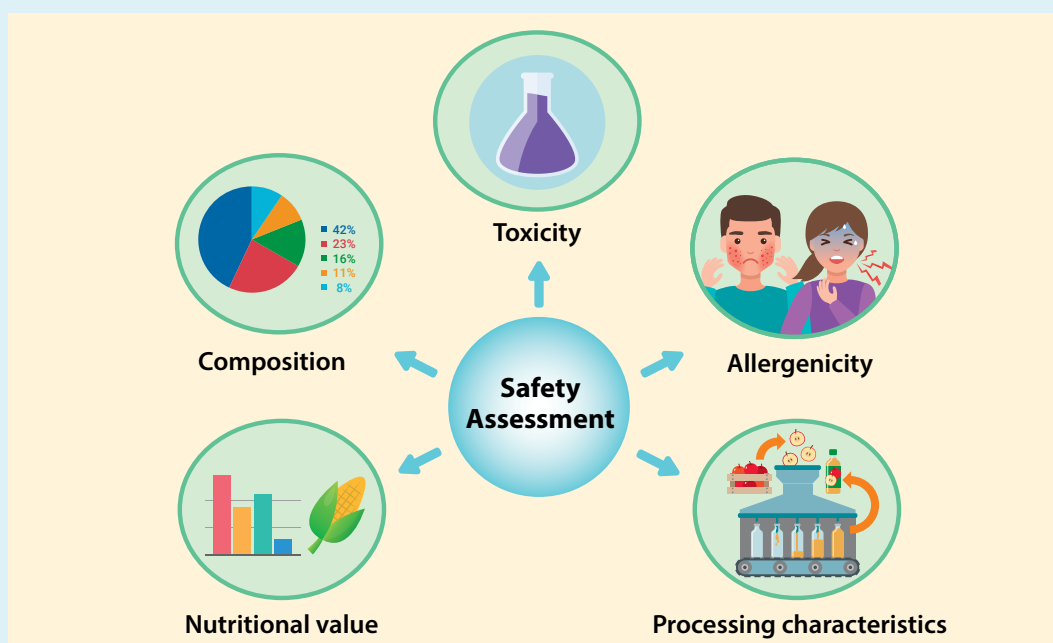 Toxicity
42%
23%
16%
11%
8%
Composition
Allergenicity
Safety
Assessment
Nutritional value
Processing characteristics